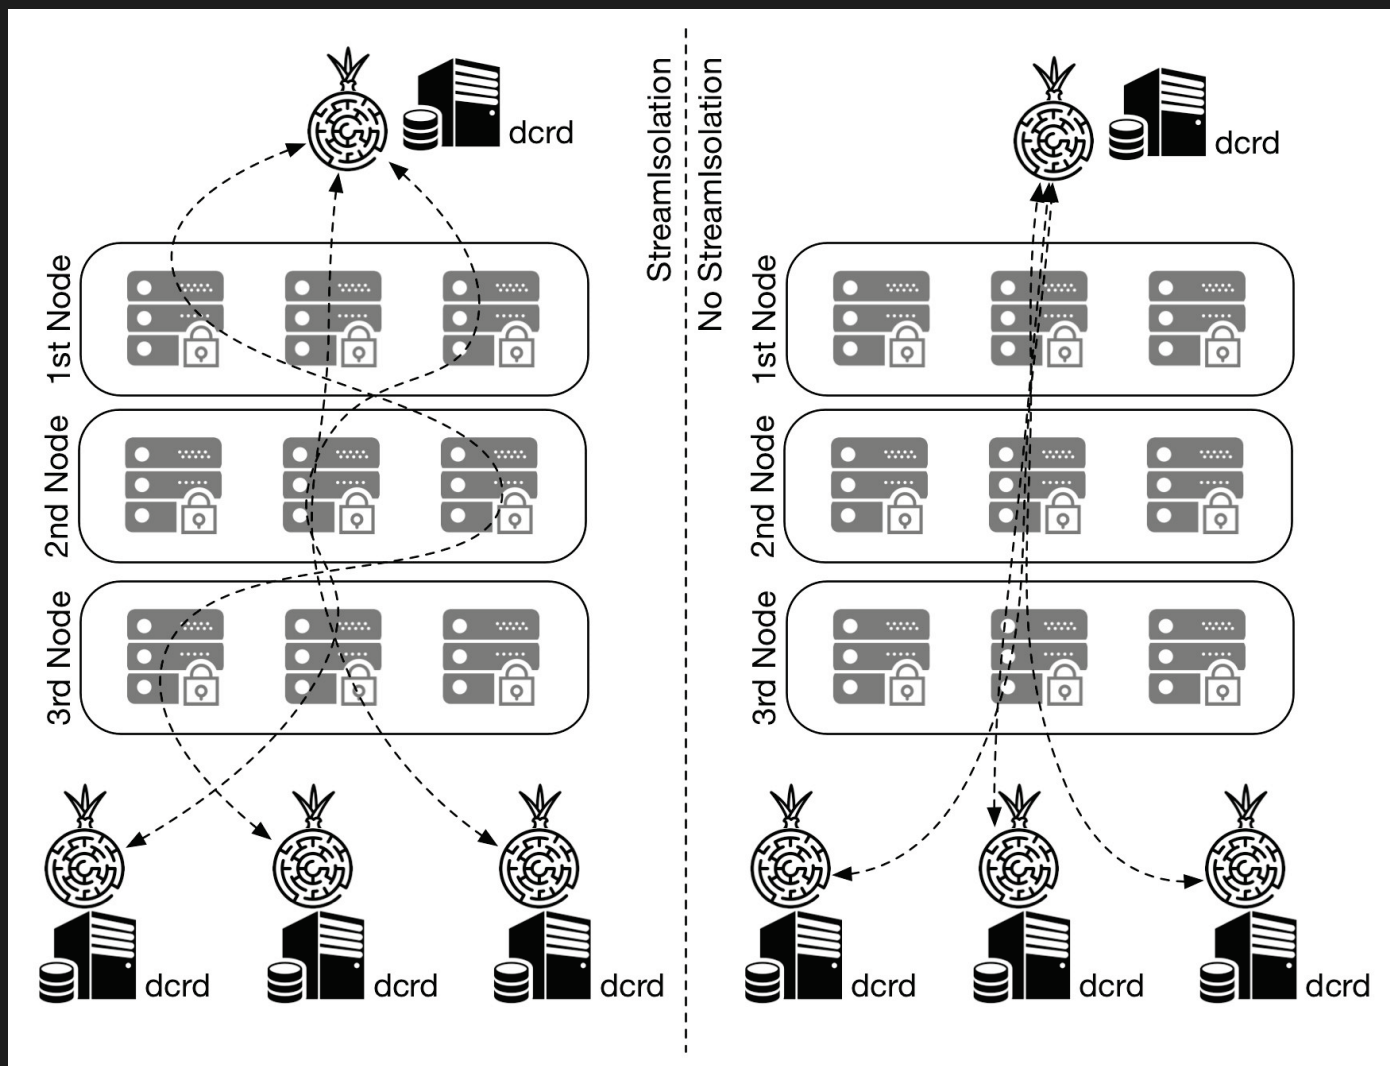 dcrd
StreamIsolation
No StreamIsolation
dcrd
1st Node
2nd Node
3rd Node
1st Node
2nd Node
3rd Node
dcrd
dcrd
dcrd
dcrd
dcrd
dcrd